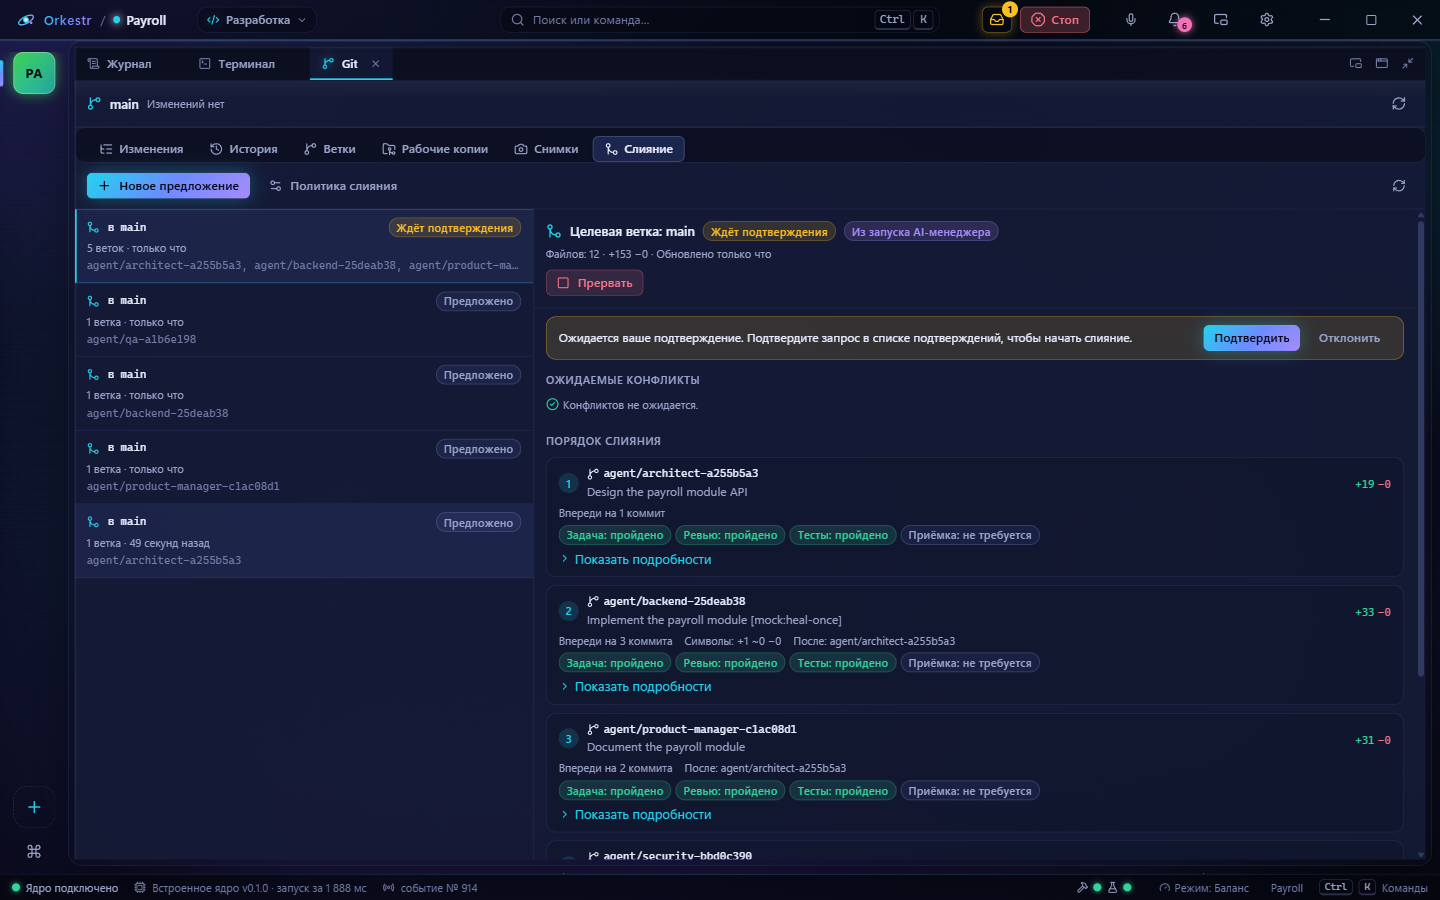 Orkestr / Payroll
Разработка
Поиск или команда...
Ctrl K
1
Стоп
6
PA
Журнал
Терминал
Git
main Изменений нет
Изменения
История
Ветки
Рабочие копии
Снимки
Слияние
Новое предложение
Политика слияния
в main
Ждёт подтверждения
5 веток · только что
agent/architect-a255b5a3, agent/backend-25deab38, agent/product-ma…
в main
Предложено
1 ветка · только что
agent/qa-a1b6e198
в main
Предложено
1 ветка · только что
agent/backend-25deab38
в main
Предложено
1 ветка · только что
agent/product-manager-c1ac08d1
в main
Предложено
1 ветка · 49 секунд назад
agent/architect-a255b5a3
Целевая ветка: main
Ждёт подтверждения
Из запуска AI-менеджера
Файлов: 12 · +153 −0 · Обновлено только что
Прервать
Ожидается ваше подтверждение. Подтвердите запрос в списке подтверждений, чтобы начать слияние.
Подтвердить
Отклонить
ОЖИДАЕМЫЕ КОНФЛИКТЫ
Конфликтов не ожидается.
ПОРЯДОК СЛИЯНИЯ
1
agent/architect-a255b5a3
Design the payroll module API
+19 −0
Впереди на 1 коммит
Задача: пройдено
Ревью: пройдено
Тесты: пройдено
Приёмка: не требуется
Показать подробности
2
agent/backend-25deab38
Implement the payroll module [mock:heal-once]
+33 −0
Впереди на 3 коммита Символы: +1 ~0 −0 После: agent/architect-a255b5a3
Задача: пройдено
Ревью: пройдено
Тесты: пройдено
Приёмка: не требуется
Показать подробности
3
agent/product-manager-c1ac08d1
Document the payroll module
+31 −0
Впереди на 2 коммита После: agent/architect-a255b5a3
Задача: пройдено
Ревью: пройдено
Тесты: пройдено
Приёмка: не требуется
Показать подробности
agent/security-bbd0c390
Ядро подключено
Встроенное ядро v0.1.0 · запуск за 1 888 мс
событие № 914
Режим: Баланс
Payroll
Ctrl K Команды